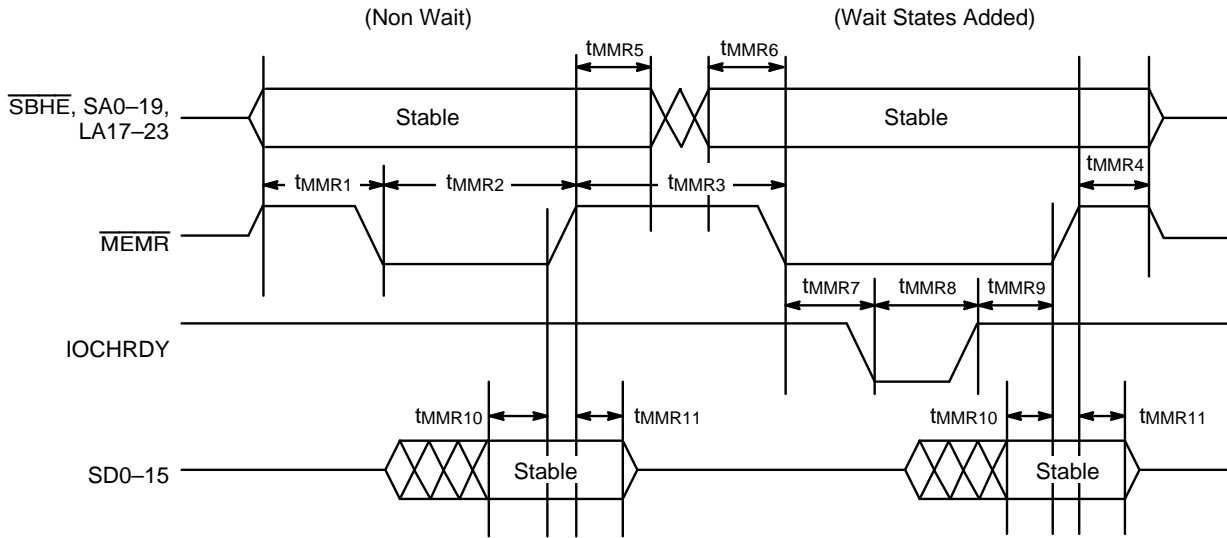 (Non Wait) (Wait States Added)
tMMR5 tMMR6
SBHE, SA0–19,
LA17–23
Stable Stable
tMMR1 tMMR2 tMMR3 tMMR4
MEMR
tMMR7 tMMR8 tMMR9
IOCHRDY
tMMR10 tMMR11 tMMR10 tMMR11
SD0–15 Stable Stable